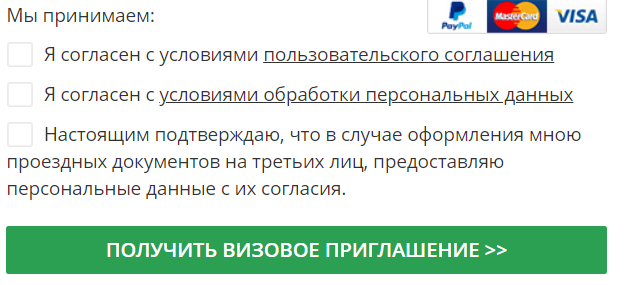 Мы принимаем:
PayPal MasterCard VISA
Я согласен с условиями пользовательского соглашения
Я согласен с условиями обработки персональных данных
Настоящим подтверждаю, что в случае оформления мною
проездных документов на третьих лиц, предоставляю
персональные данные с их согласия.
ПОЛУЧИТЬ ВИЗОВОЕ ПРИГЛАШЕНИЕ >>